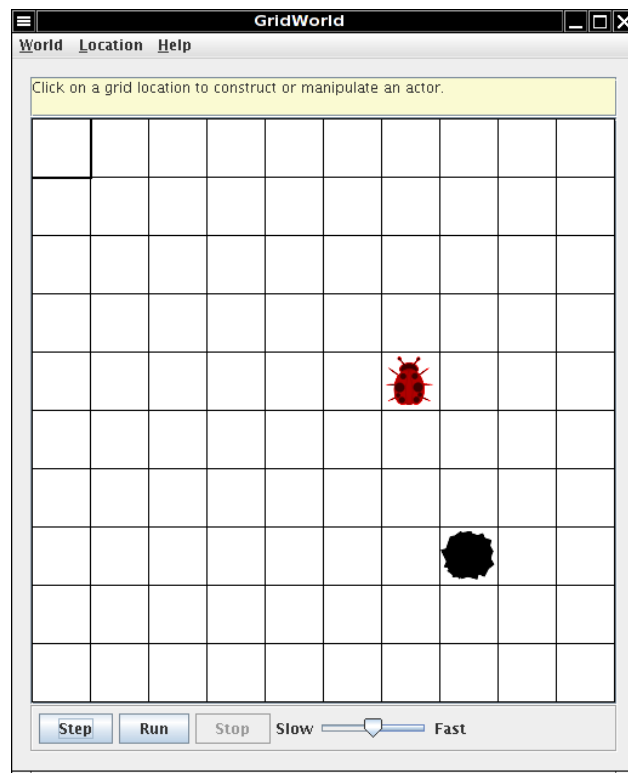 GridWorld
World Location Help
Click on a grid location to construct or manipulate an actor.
Step Run Stop Slow Fast